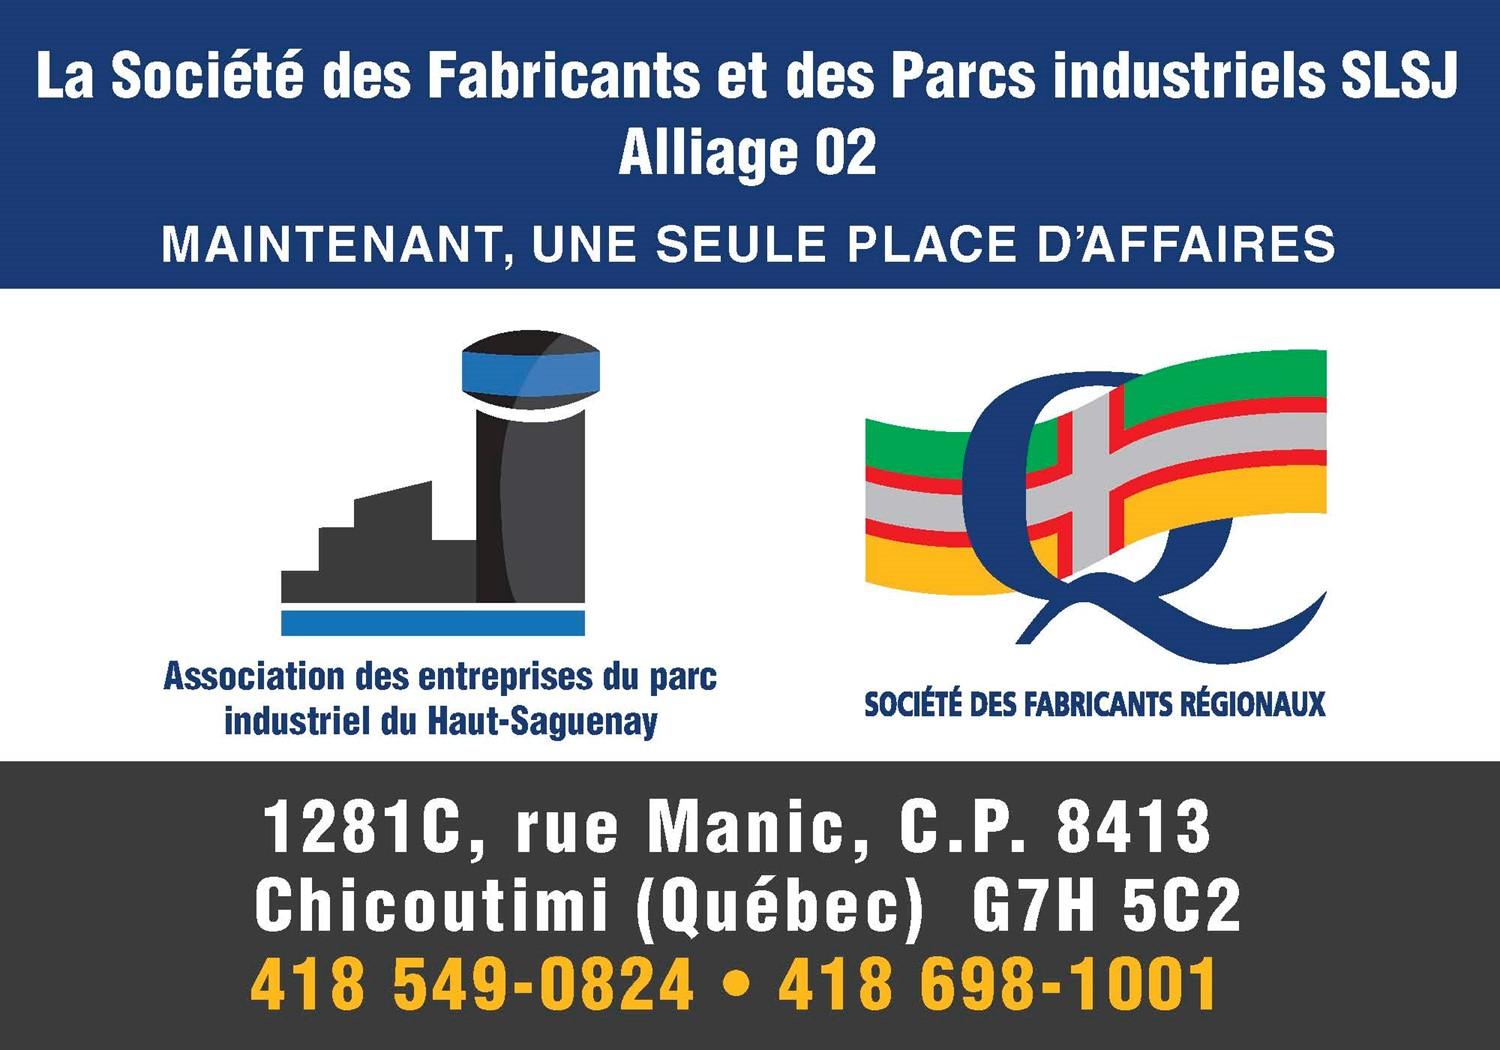 La Société des Fabricants et des Parcs industriels SLSJ
Alliage 02
MAINTENANT, UNE SEULE PLACE D'AFFAIRES
Association des entreprises du parc
industriel du Haut-Saguenay
Q
SOCIÉTÉ DES FABRICANTS RÉGIONAUX
1281C, rue Manic, C.P. 8413
Chicoutimi (Québec) G7H 5C2
418 549-0824 • 418 698-1001